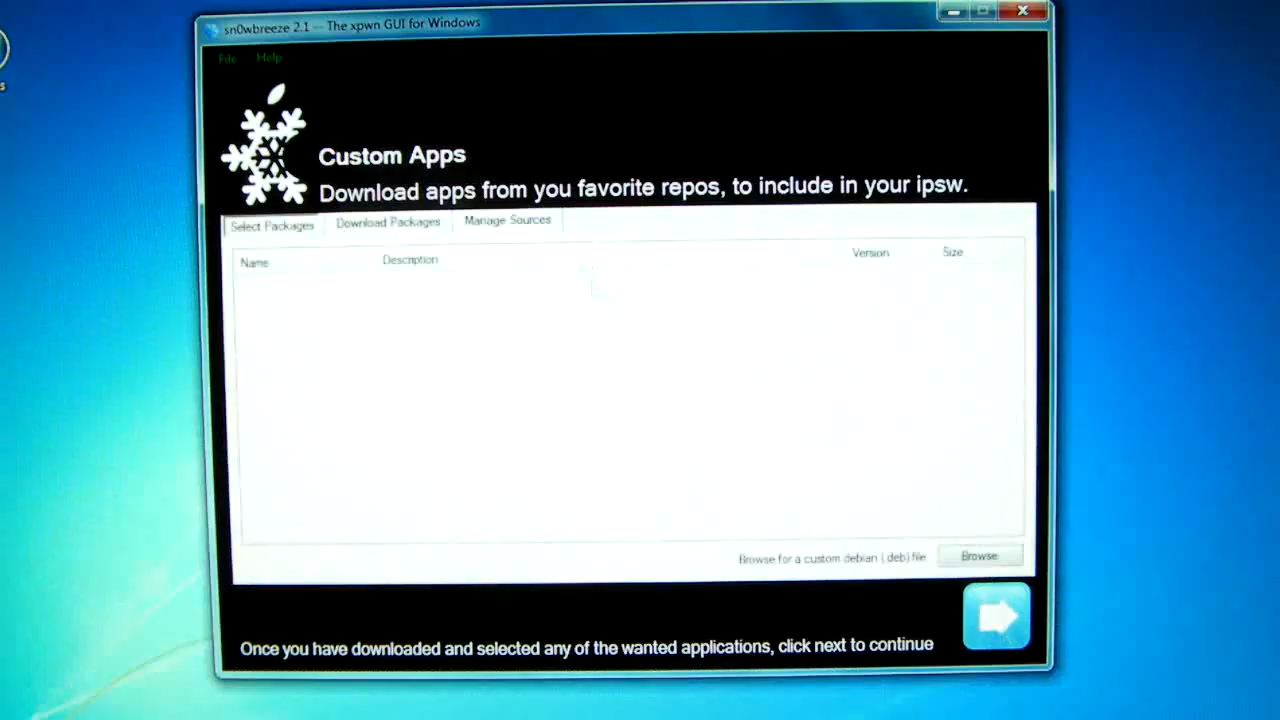 sn0wbreeze 2.1 -- The xpwn GUI for Windows
File Help
Custom Apps
Download apps from you favorite repos, to include in your ipsw.
Select Packages Download Packages Manage Sources
Name Description Version Size
Browse for a custom debian (.deb) file Browse
Once you have downloaded and selected any of the wanted applications, click next to continue
s